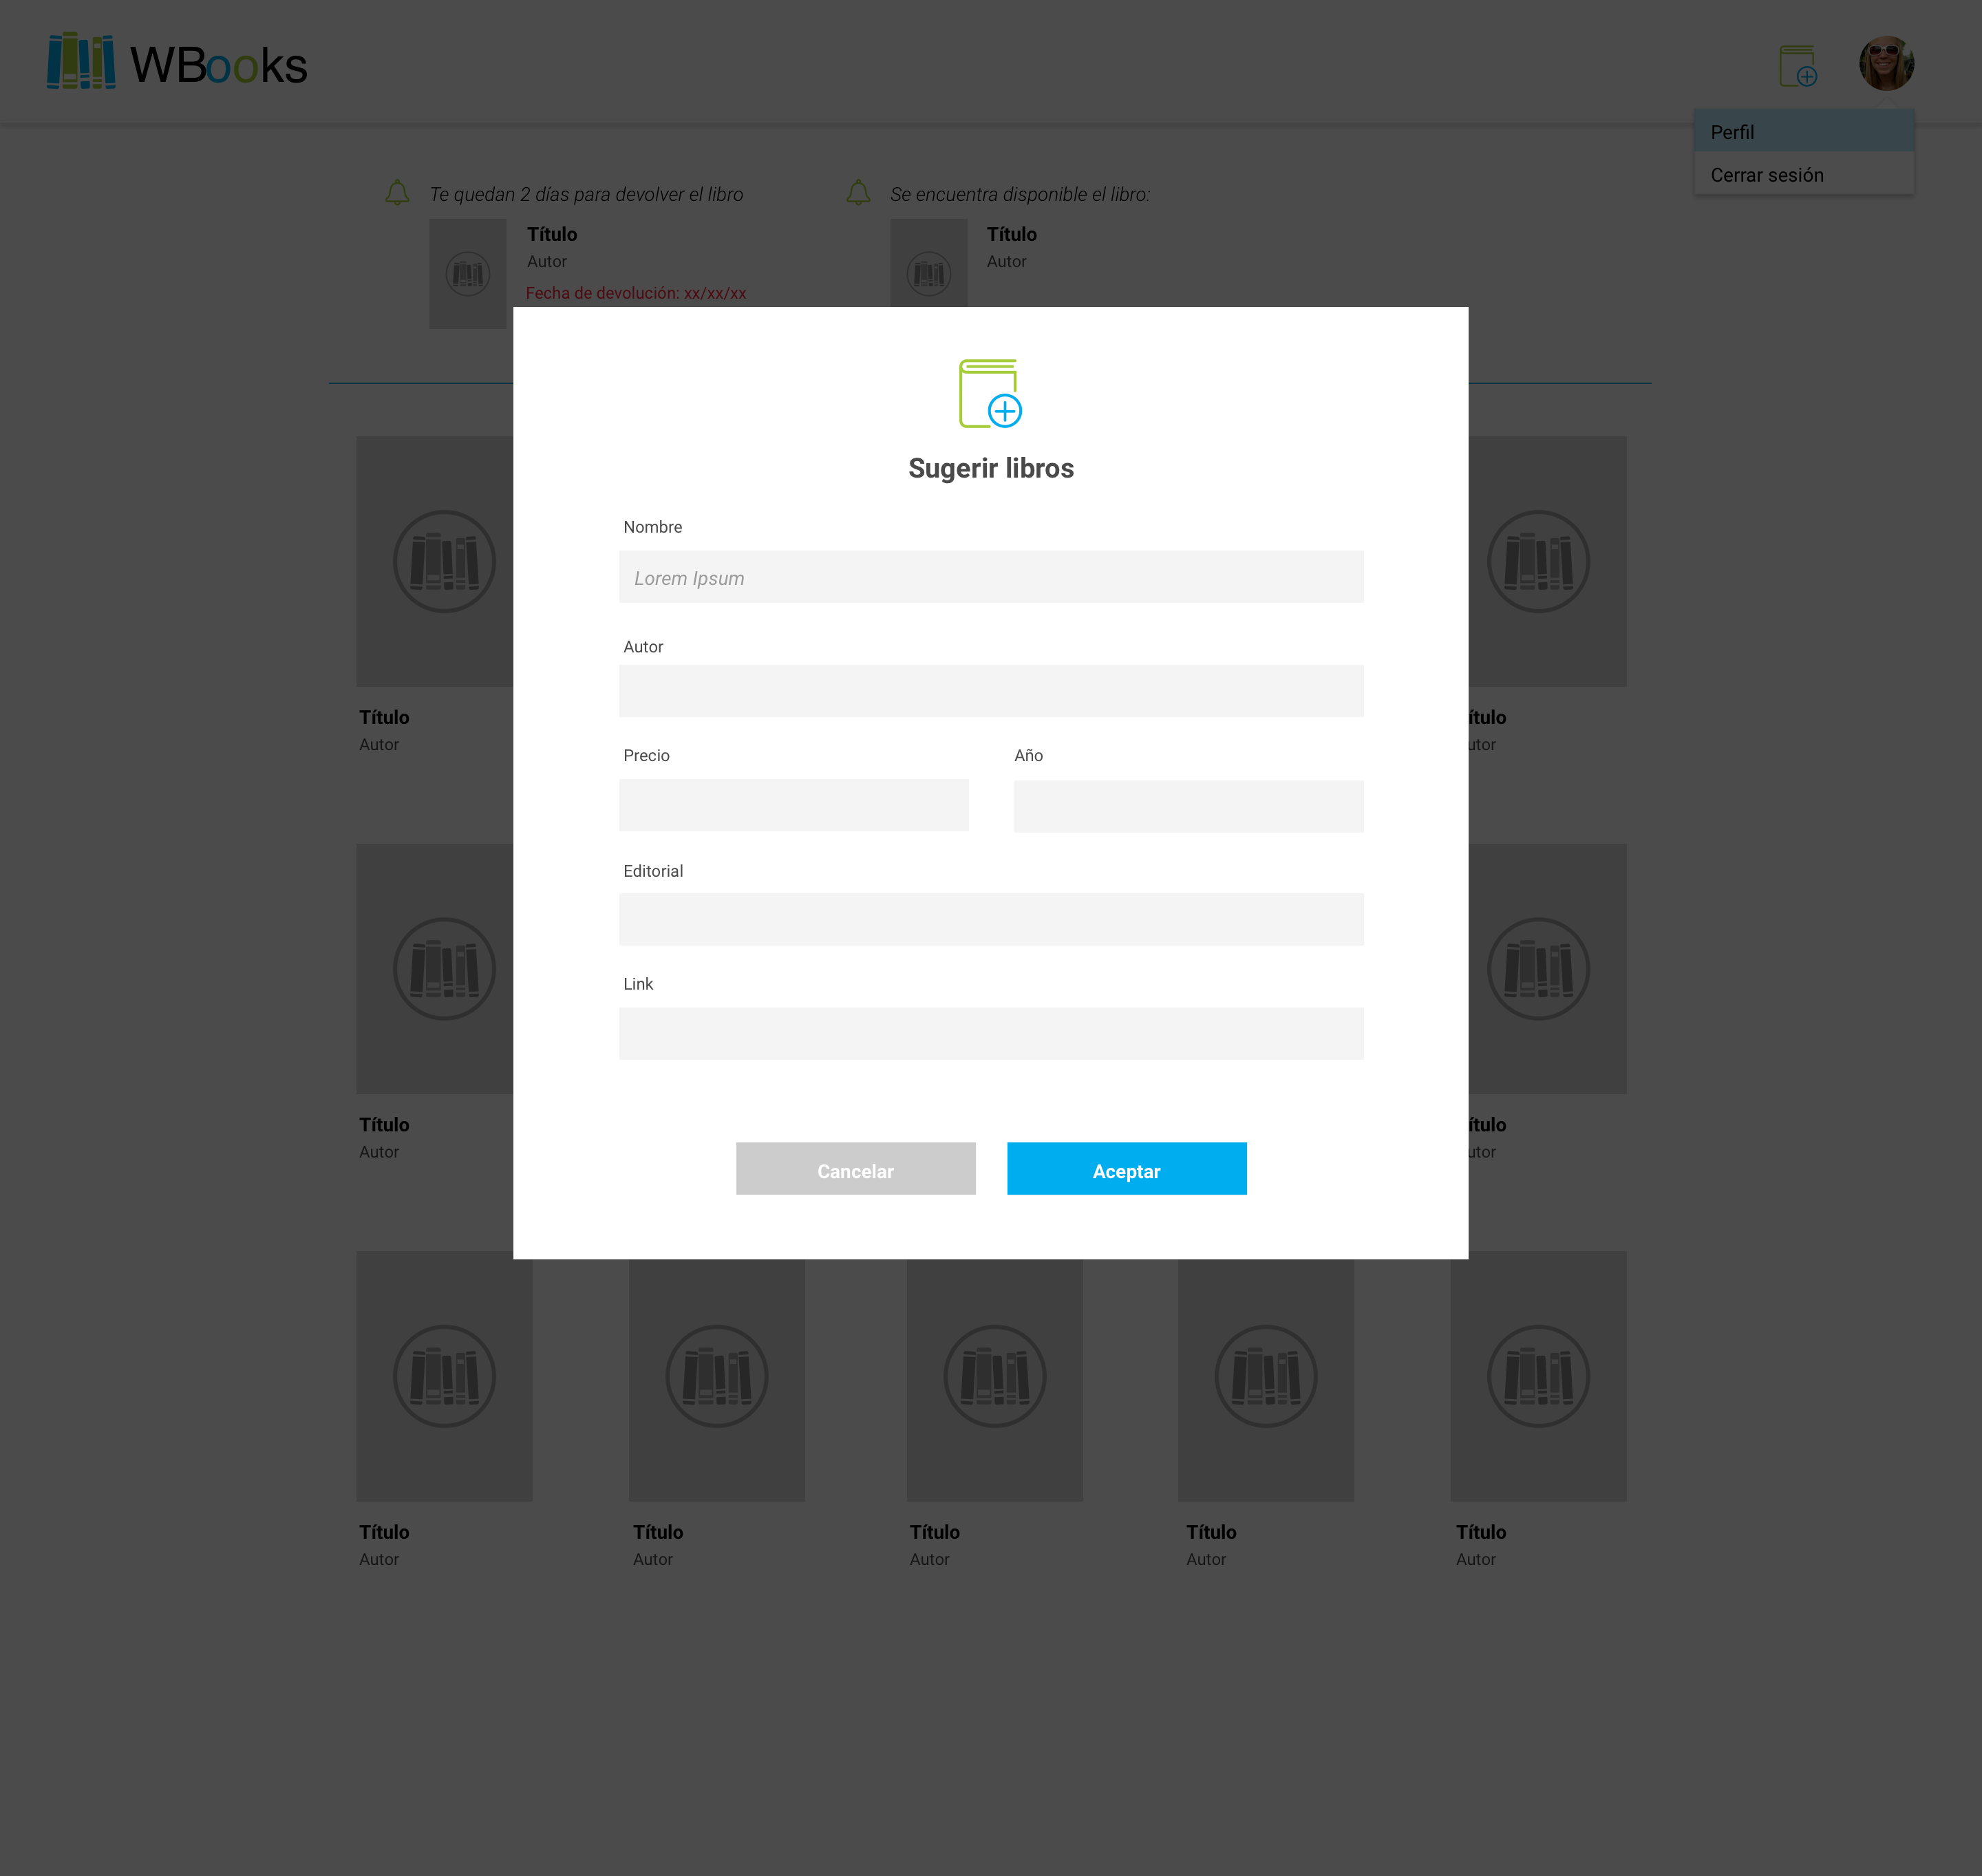 WBooks
Perfil
Cerrar sesión
Te quedan 2 días para devolver el libro
Título
Autor
Fecha de devolución: xx/xx/xx
Se encuentra disponible el libro:
Título
Autor
Sugerir libros
Nombre
Lorem Ipsum
Autor
Precio
Año
Editorial
Link
Cancelar
Aceptar
Título
Autor
ítulo
utor
Título
Autor
ítulo
utor
Título
Autor
Título
Autor
Título
Autor
Título
Autor
Título
Autor